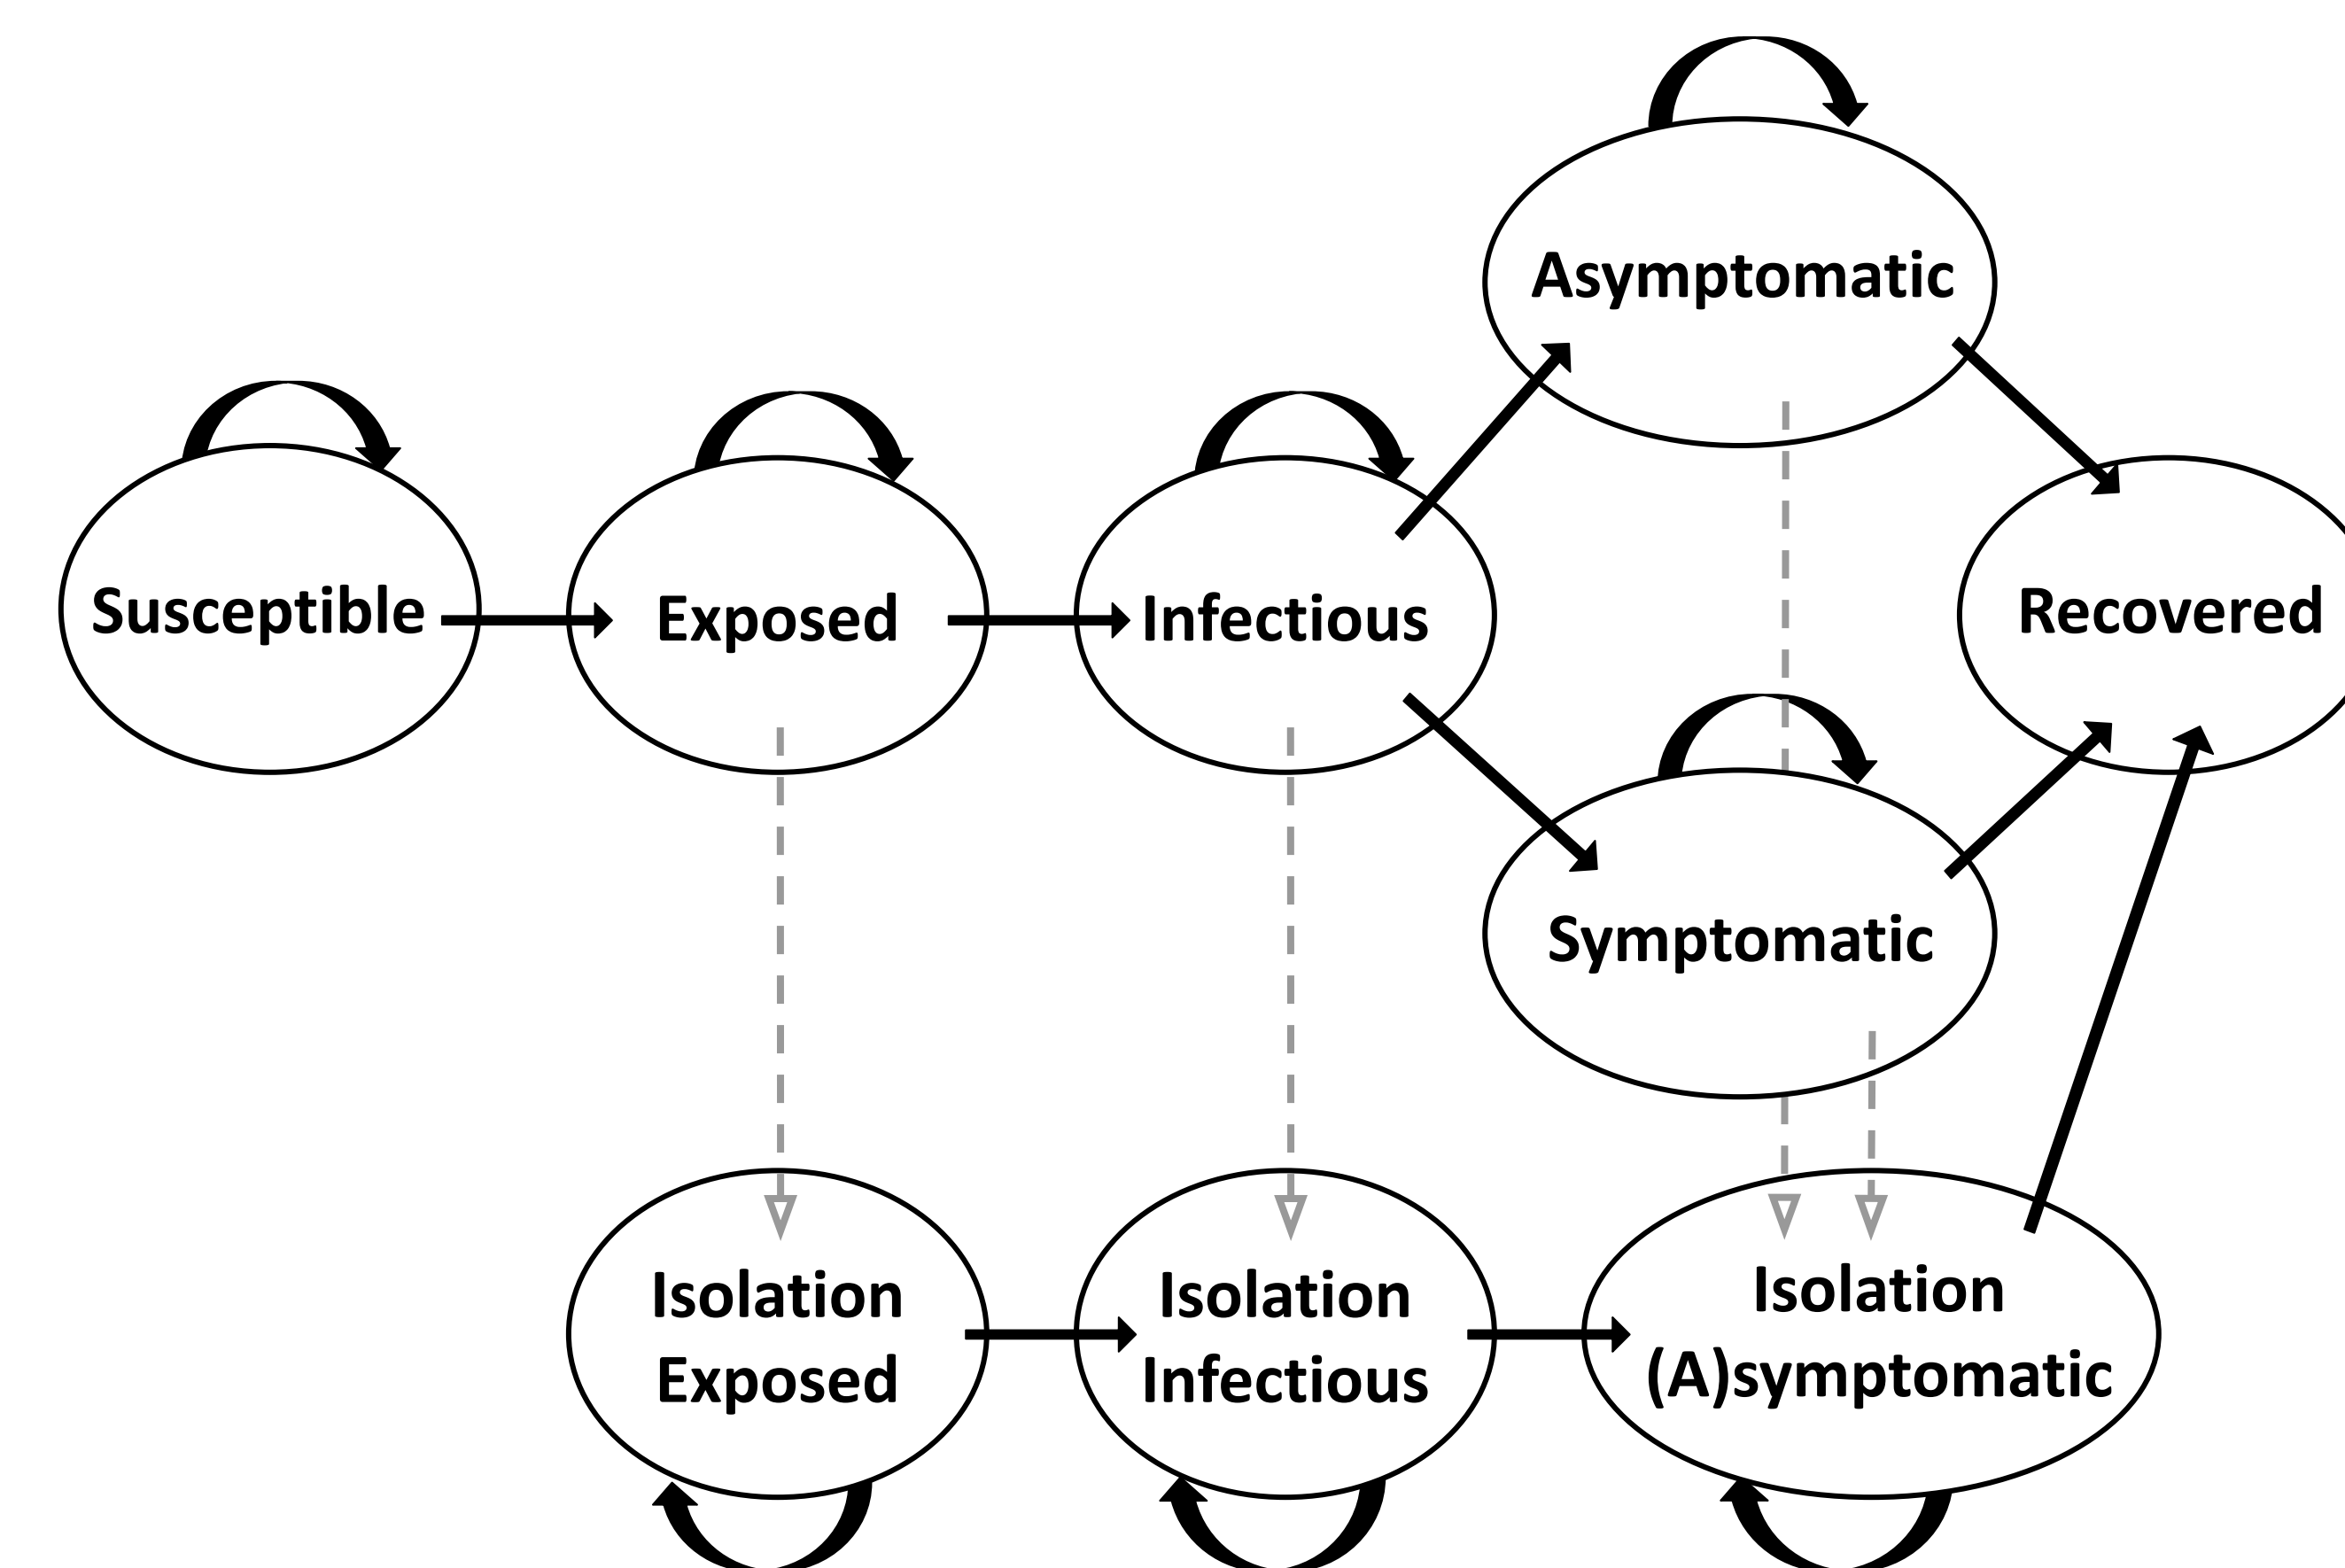 Asymptomatic
Susceptible
Exposed
Infectious
Recovered
Symptomatic
Isolation
Exposed
Isolation
Infectious
Isolation
(A)symptomatic